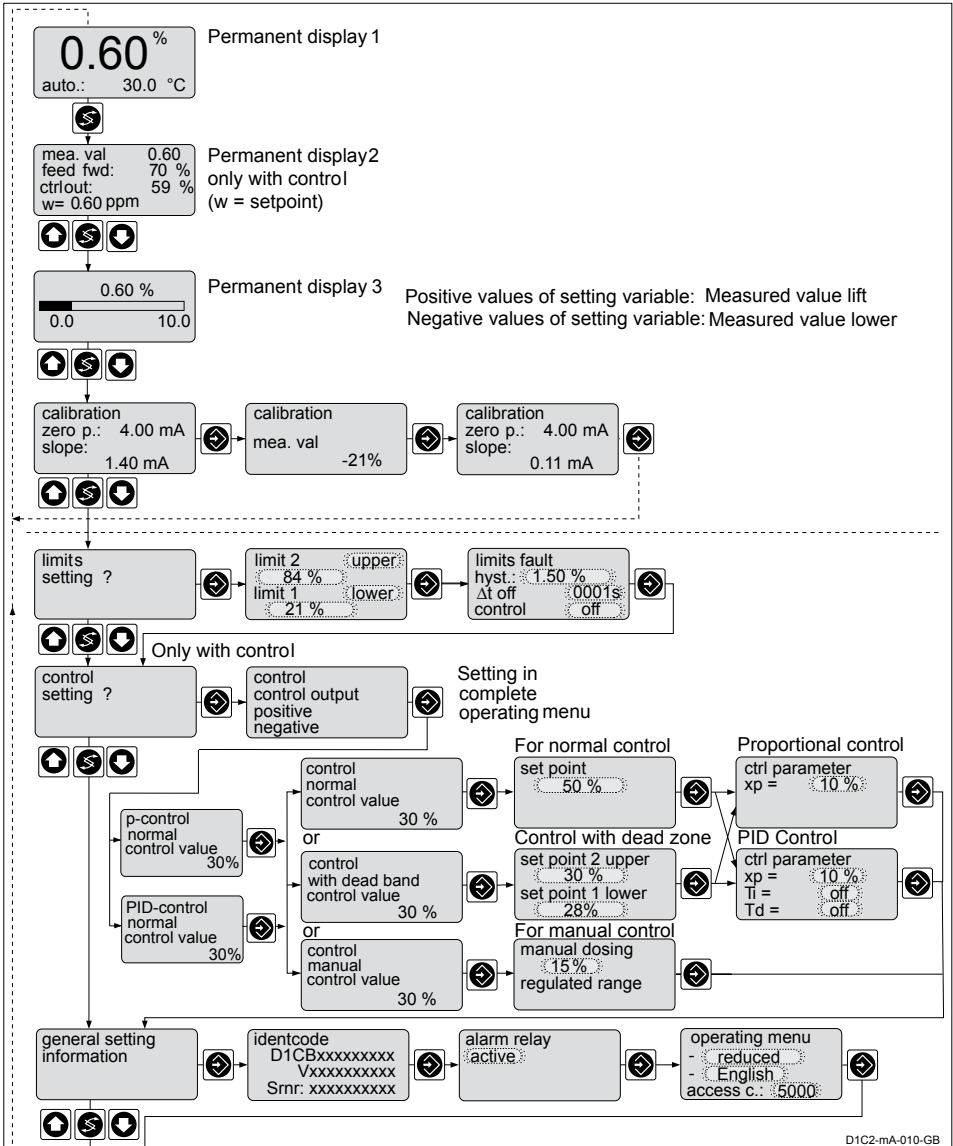 0.60 %
auto.: 30.0 °C
Permanent display 1
mea. val 0.60
feed fwd: 70 %
ctrlout: 59 %
w= 0.60 ppm
Permanent display2
only with control
(w = setpoint)
0.60 %
0.0 10.0
Permanent display 3
Positive values of setting variable: Measured value lift
Negative values of setting variable: Measured value lower
calibration
zero p.: 4.00 mA
slope:
1.40 mA
calibration
mea. val
-21%
calibration
zero p.: 4.00 mA
slope:
0.11 mA
limits
setting ?
limit 2 upper
84 %
limit 1 lower
21 %
limits fault
hyst.: 1.50 %
Δt off 0001s
control off
Only with control
control
setting ?
control
control output
positive
negative
Setting in
complete
operating menu
p-control
normal
control value
30%
PID-control
normal
control value
30%
control
normal
control value
30 %
or
control
with dead band
control value
30 %
or
control
manual
control value
30 %
For normal control
set point
50 %
Control with dead zone
set point 2 upper
30 %
set point 1 lower
28%
For manual control
manual dosing
15%
regulated range
Proportional control
ctrl parameter
xp = 10 %
PID Control
ctrl parameter
xp = 10 %
Ti = off
Td = off
general setting
information
identcode
D1CBxxxxxxxxx
Vxxxxxxxxxx
Srnr: xxxxxxxxxx
alarm relay
active
operating menu
- reduced
- English
access c.: 5000
D1C2-mA-010-GB